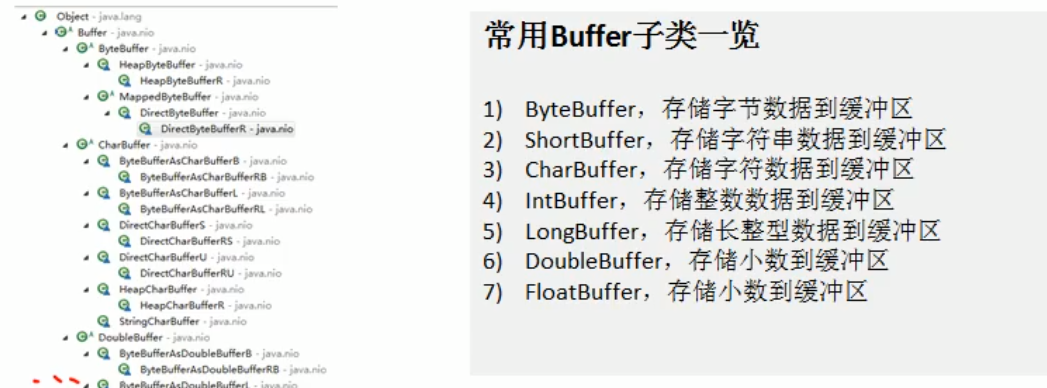 Object - java.lang
Buffer - java.nio
ByteBuffer - java.nio
HeapByteBuffer - java.nio
HeapByteBufferR - java.nio
MappedByteBuffer - java.nio
DirectByteBuffer - java.nio
DirectByteBufferR - java.nio
CharBuffer - java.nio
ByteBufferAsCharBufferB - java.nio
ByteBufferAsCharBufferRB - java.nio
ByteBufferAsCharBufferL - java.nio
ByteBufferAsCharBufferRL - java.nio
DirectCharBufferS - java.nio
DirectCharBufferRS - java.nio
DirectCharBufferU - java.nio
DirectCharBufferRU - java.nio
HeapCharBuffer - java.nio
HeapCharBufferR - java.nio
StringCharBuffer - java.nio
DoubleBuffer - java.nio
ByteBufferAsDoubleBufferB - java.nio
ByteBufferAsDoubleBufferRB - java.nio
ByteBufferAsDoubleBufferL - java.nio
常用Buffer子类一览
1) ByteBuffer，存储字节数据到缓冲区
2) ShortBuffer，存储字符串数据到缓冲区
3) CharBuffer，存储字符数据到缓冲区
4) IntBuffer，存储整数数据到缓冲区
5) LongBuffer，存储长整型数据到缓冲区
6) DoubleBuffer，存储小数到缓冲区
7) FloatBuffer，存储小数到缓冲区